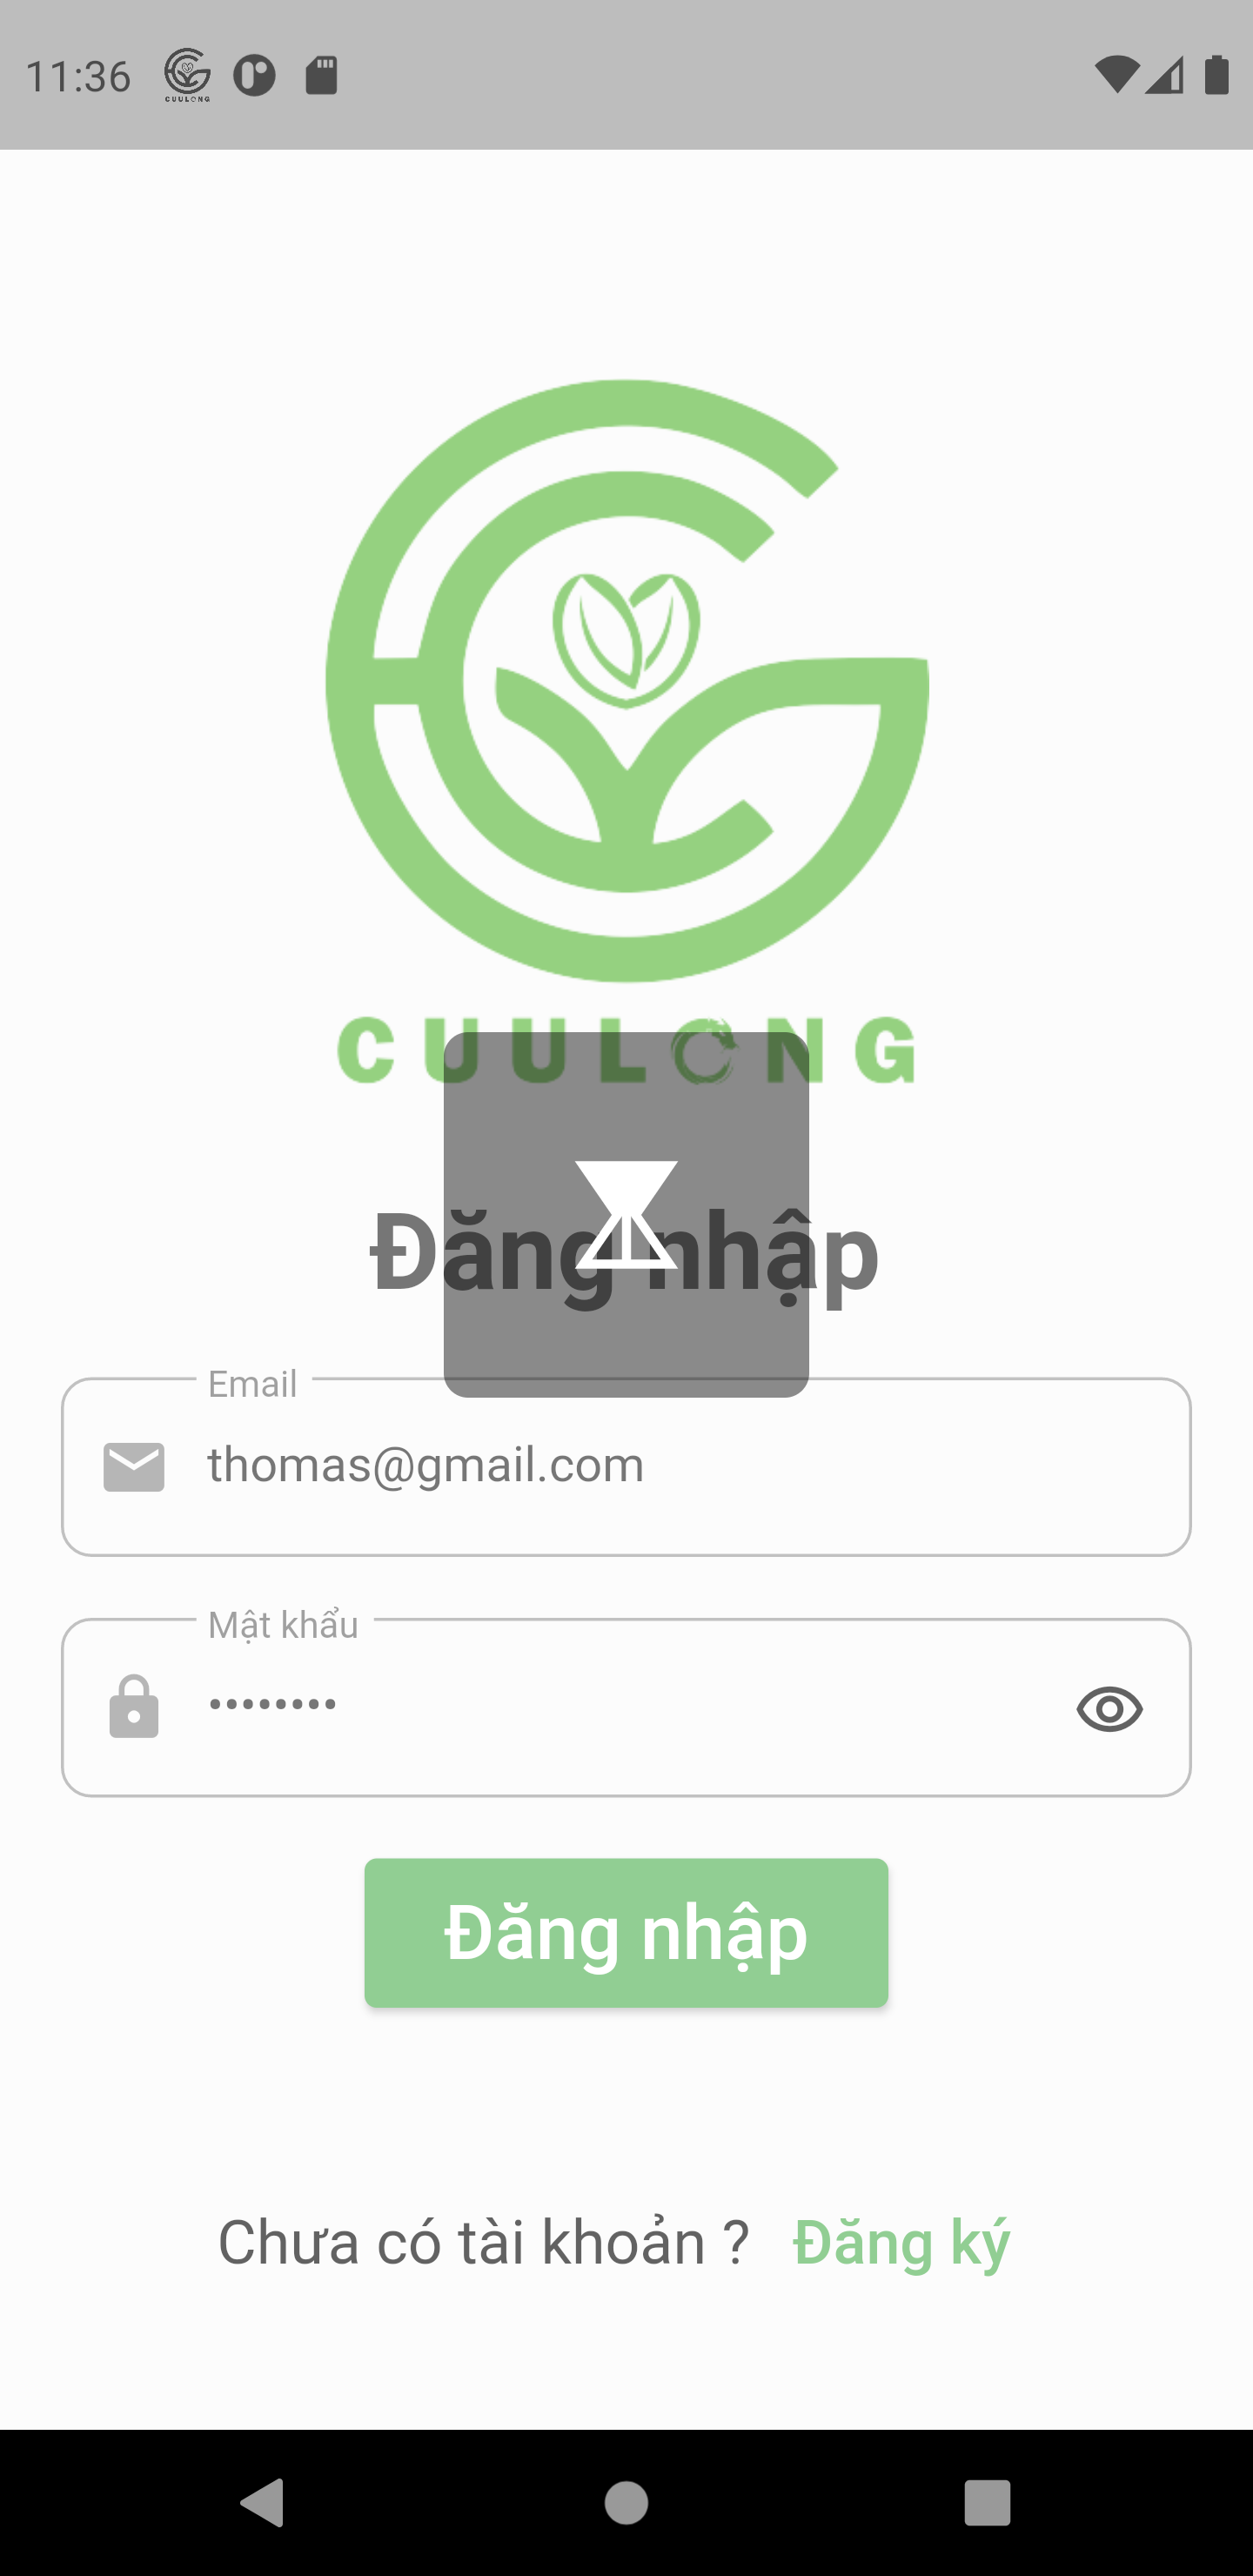 11:36
CUULONG
CUULONG
Đăng nhập
Email
thomas@gmail.com
Mật khẩu
••••••••
Đăng nhập
Chưa có tài khoản ? Đăng ký